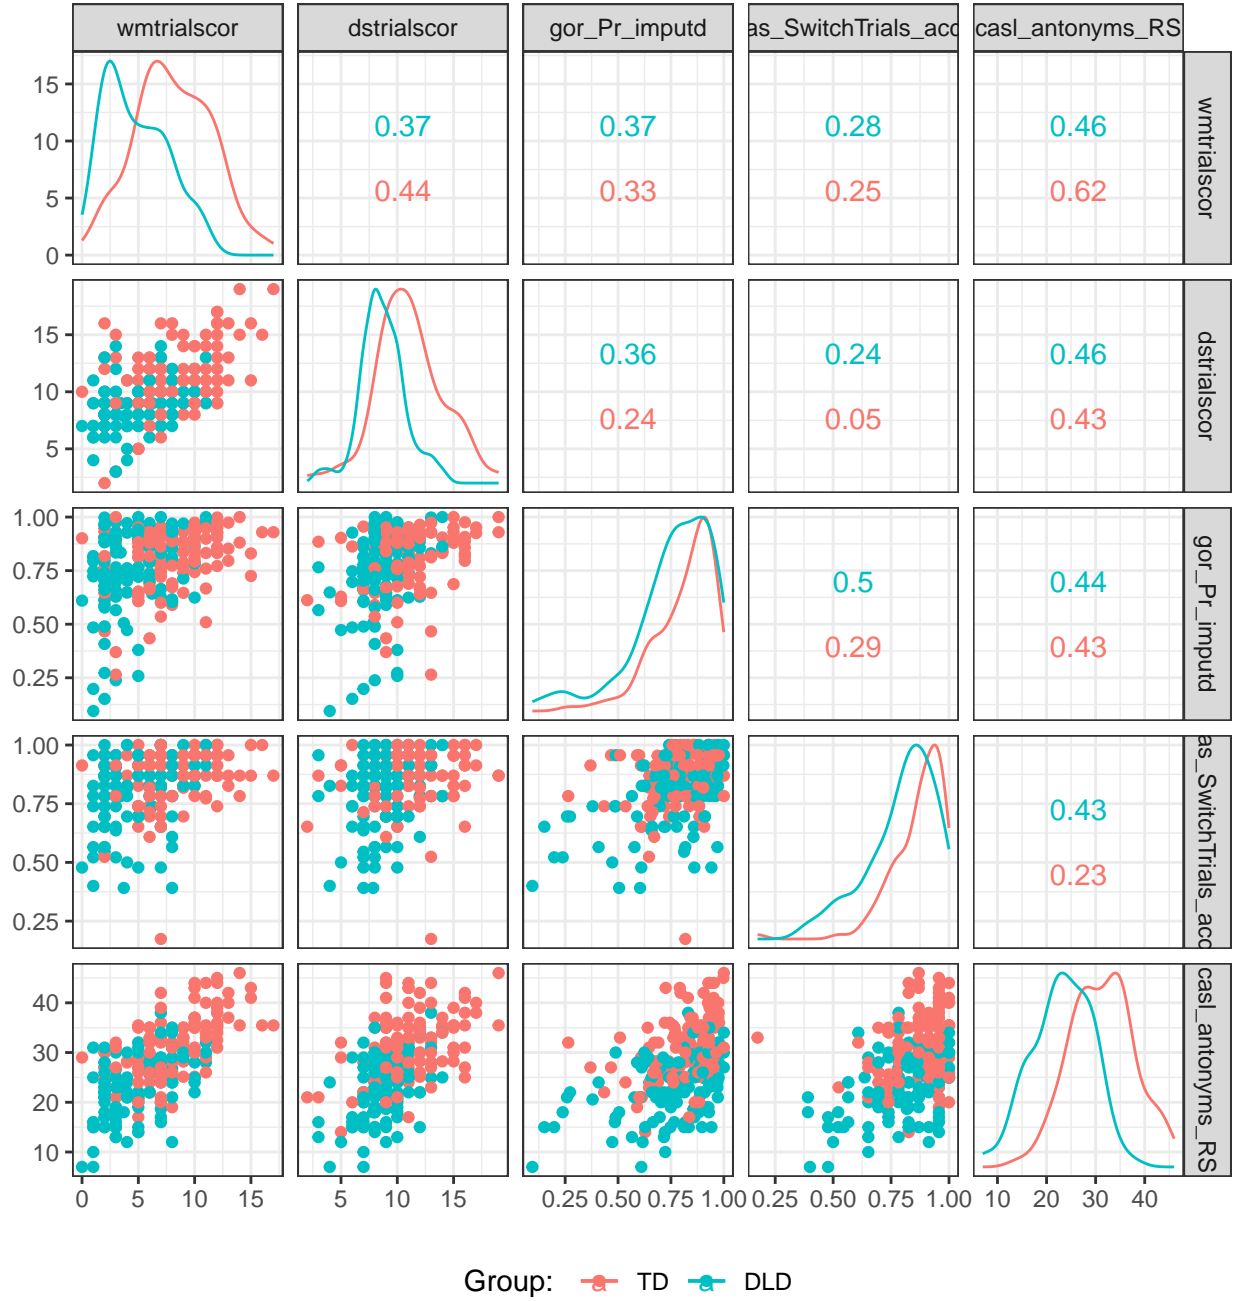 wmtrialscor dstrialscor gor_Pr_imputd as_SwitchTrials_acc casl_antonyms_RS
15
10
5
0
0.37 0.37 0.28 0.46
0.44 0.33 0.25 0.62
wmtrialscor
15
10
5
0.36 0.24 0.46
0.24 0.05 0.43
dstrialscor
1.00
0.75
0.50
0.25
0.5 0.44
0.29 0.43
gor_Pr_imputd
1.00
0.75
0.50
0.25
0.43
0.23
as_SwitchTrials_acc
40
30
20
10
casl_antonyms_RS
0 5 10 15 5 10 15 0.25 0.50 0.75 1.00 0.25 0.50 0.75 1.00 10 20 30 40
Group: a TD a DLD